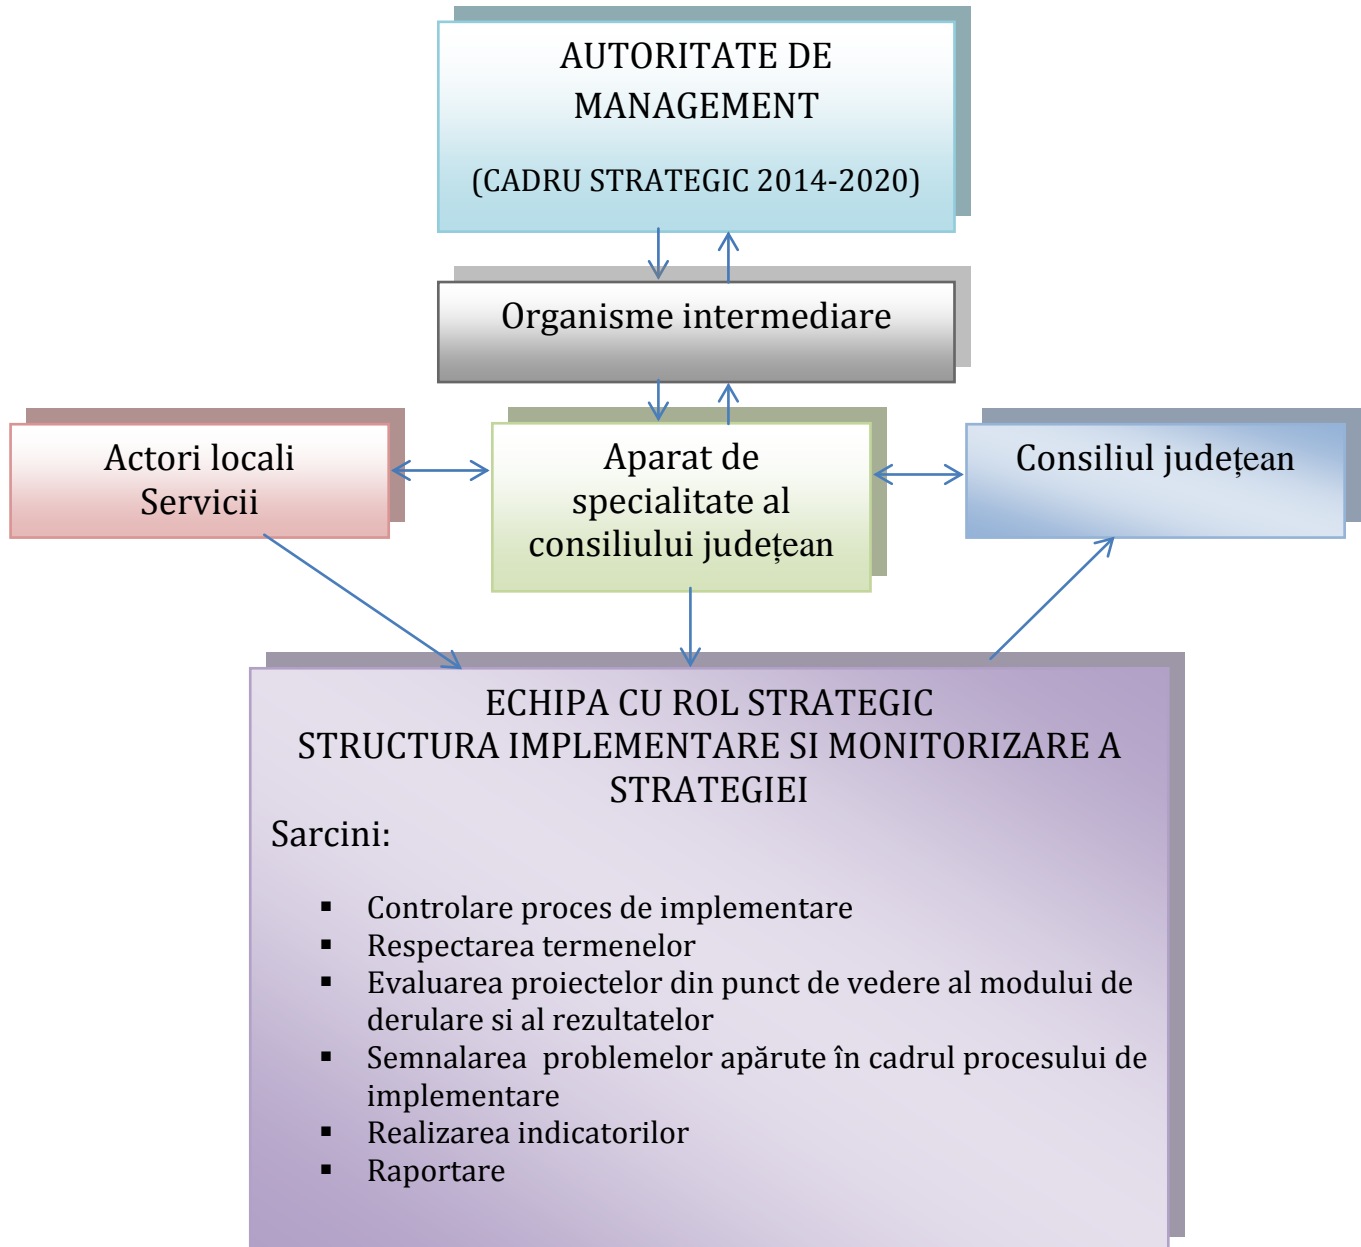 AUTORITATE DE
MANAGEMENT
(CADRU STRATEGIC 2014-2020)
Organisme intermediare
Actori locali
Servicii
Aparat de
specialitate al
consiliului județean
Consiliul județean
ECHIPA CU ROL STRATEGIC
STRUCTURA IMPLEMENTARE SI MONITORIZARE A
STRATEGIEI
Sarcini:
▪ Controlare proces de implementare
▪ Respectarea termenelor
▪ Evaluarea proiectelor din punct de vedere al modului de
derulare si al rezultatelor
▪ Semnalarea  problemelor apărute în cadrul procesului de
implementare
▪ Realizarea indicatorilor
▪ Raportare